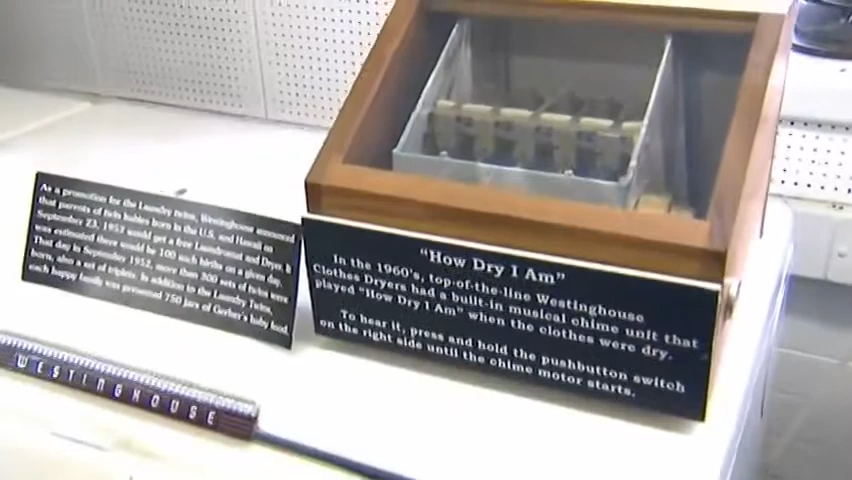 As a promotion for the Laundry twins, Westinghouse announced
that parents of twin babies born in the U.S. and Hawaii on
September 23, 1952 would get a free Laundromat and Dryer. It
was estimated there would be 100 such births on a given day.
That day in September 1952, more than 300 sets of twins were
born, also a set of triplets. In addition to the Laundry Twins,
each happy family was presented 750 jars of Gerber's baby food.
"How Dry I Am"
In the 1960's, top-of-the-line Westinghouse
Clothes Dryers had a built-in musical chime unit that
played "How Dry I Am" when the clothes were dry.
To hear it, press and hold the pushbutton switch
on the right side until the chime motor starts.
WESTINGHOUSE